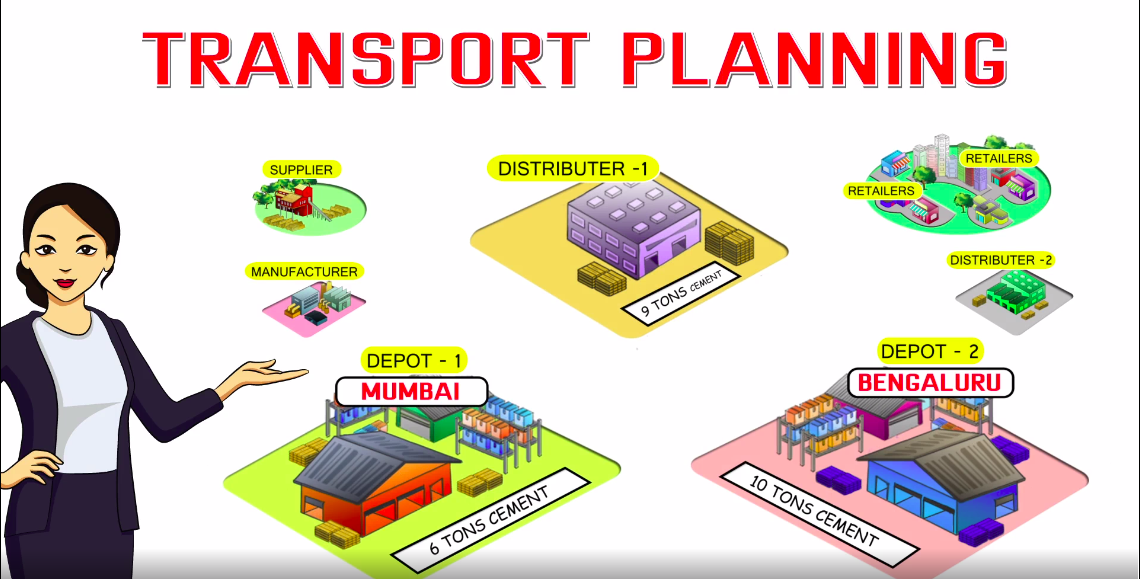 TRANSPORT PLANNING
SUPPLIER
DISTRIBUTER -1
RETAILERS
RETAILERS
MANUFACTURER
DISTRIBUTER -2
9 TONS CEMENT
DEPOT - 1
MUMBAI
DEPOT - 2
BENGALURU
6 TONS CEMENT
10 TONS CEMENT